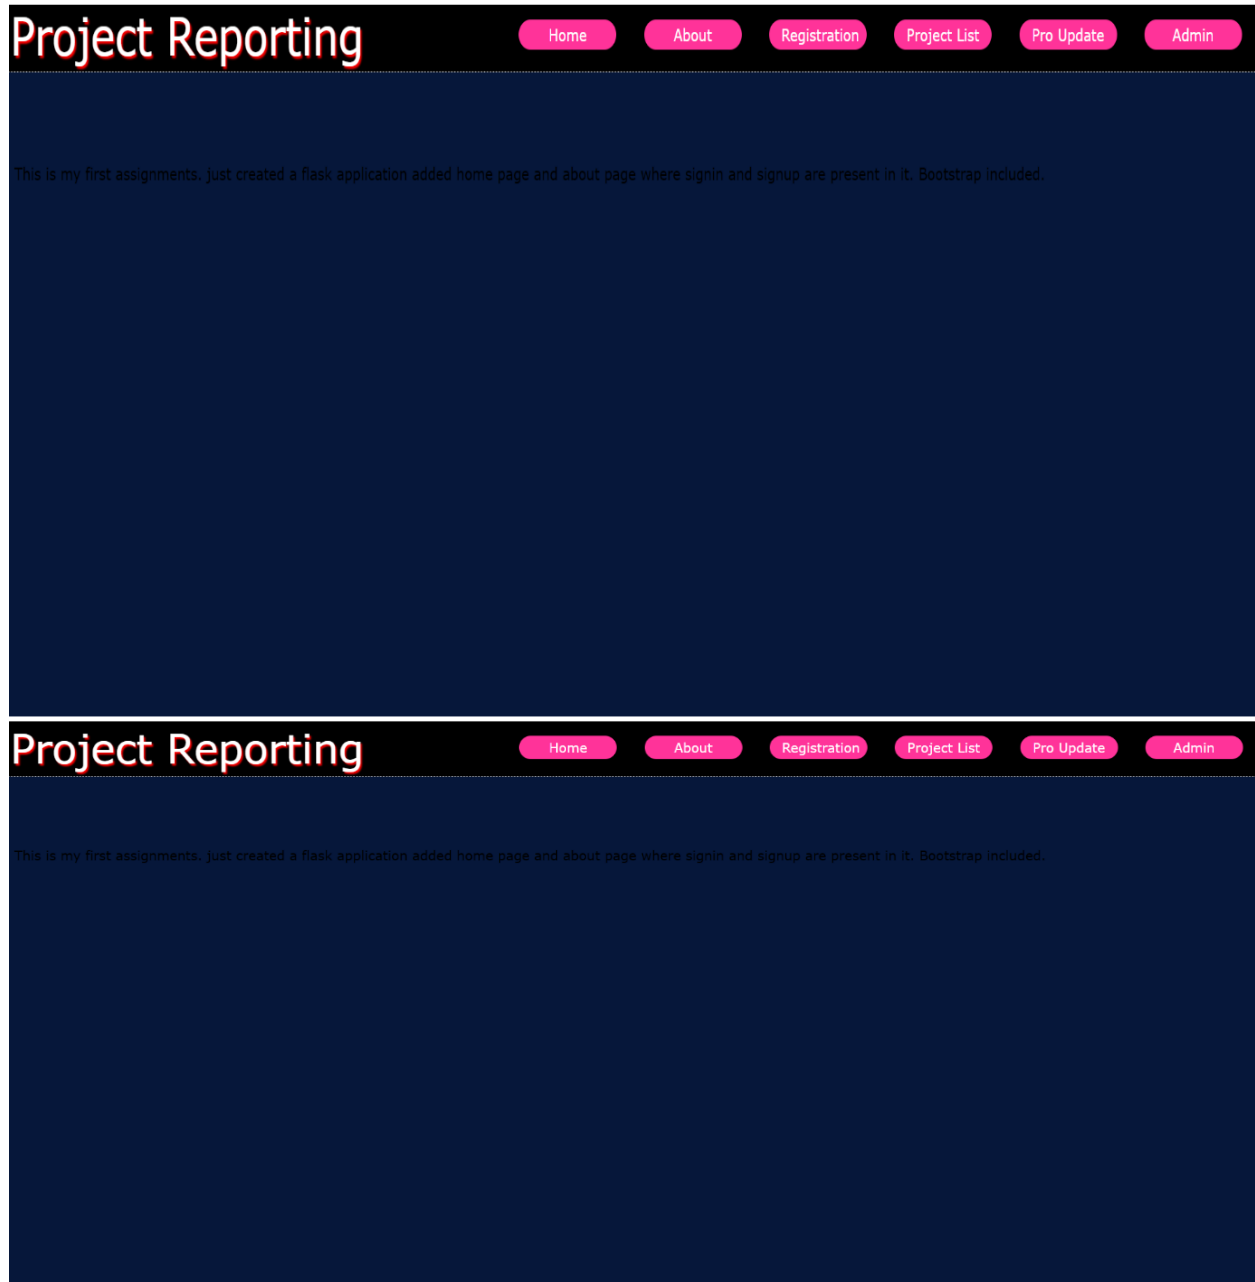 Project Reporting Home About Registration Project List Pro Update Admin
This is my first assignments. just created a flask application added home page and about page where signin and signup are present in it. Bootstrap included.
Project Reporting Home About Registration Project List Pro Update Admin
This is my first assignments. just created a flask application added home page and about page where signin and signup are present in it. Bootstrap included.